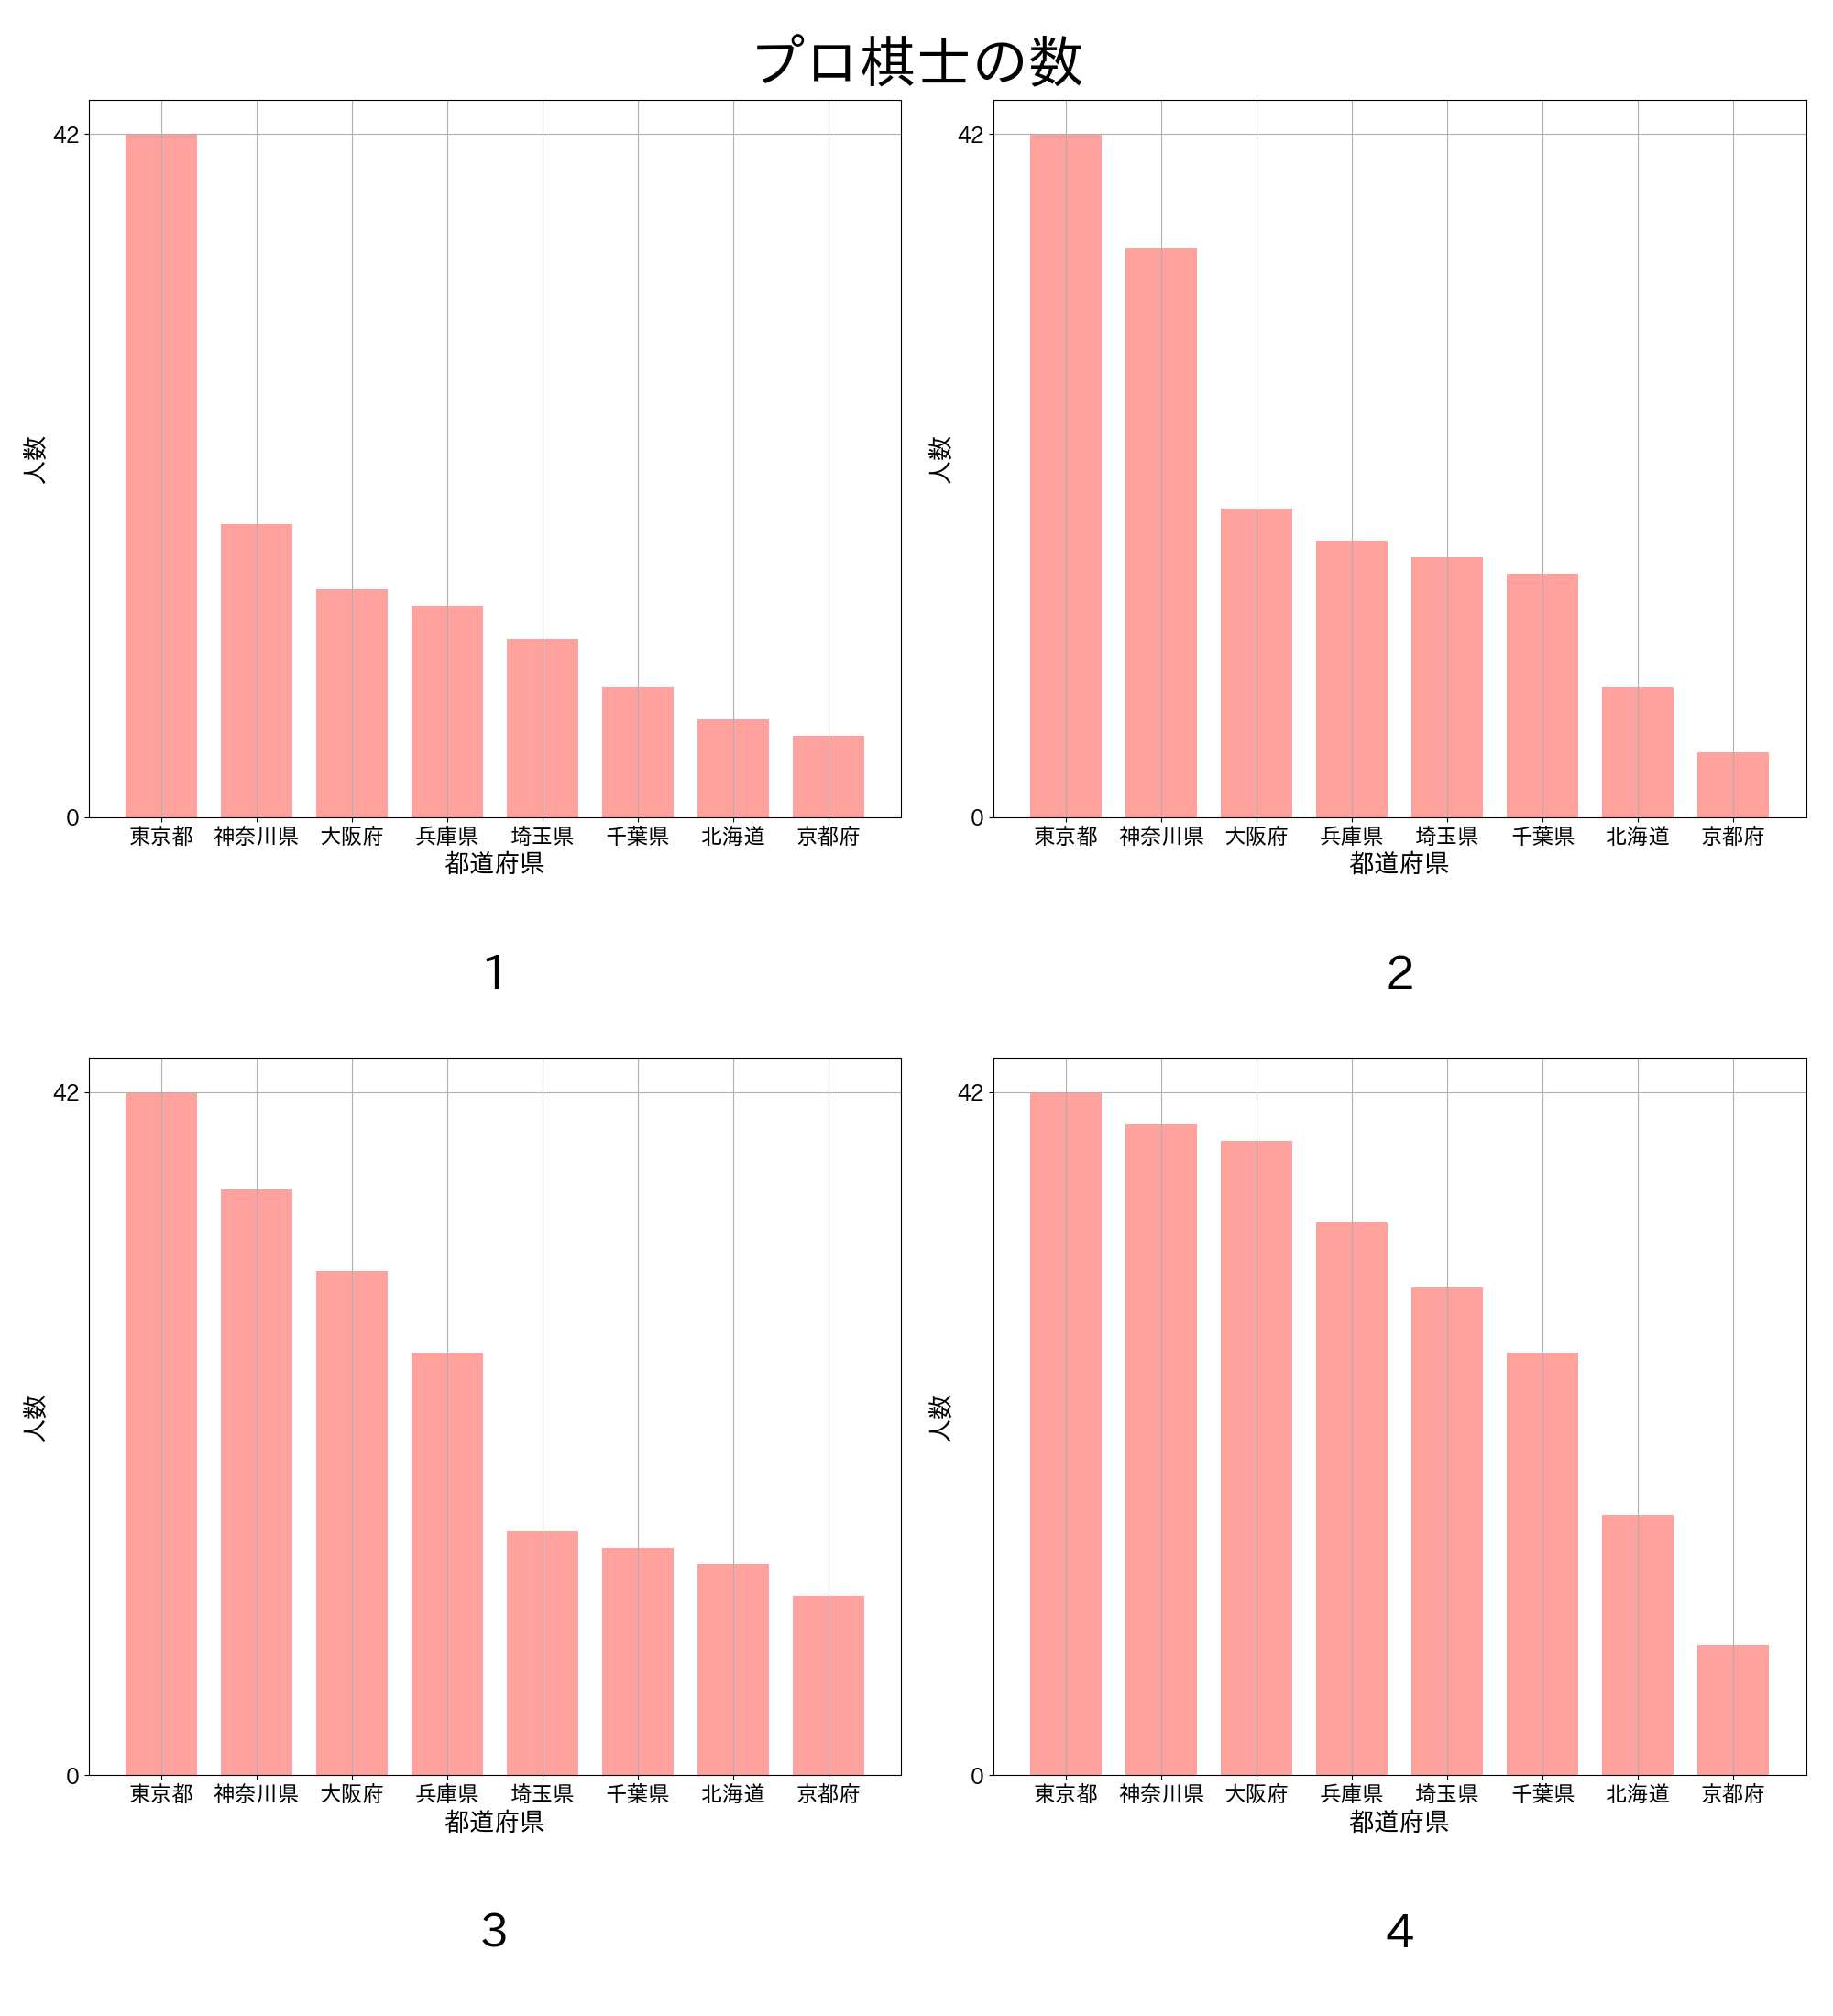 プロ棋士の数
42
0
人数
東京都 神奈川県 大阪府 兵庫県 埼玉県 千葉県 北海道 京都府
都道府県
1
42
0
人数
東京都 神奈川県 大阪府 兵庫県 埼玉県 千葉県 北海道 京都府
都道府県
2
42
0
人数
東京都 神奈川県 大阪府 兵庫県 埼玉県 千葉県 北海道 京都府
都道府県
3
42
0
人数
東京都 神奈川県 大阪府 兵庫県 埼玉県 千葉県 北海道 京都府
都道府県
4